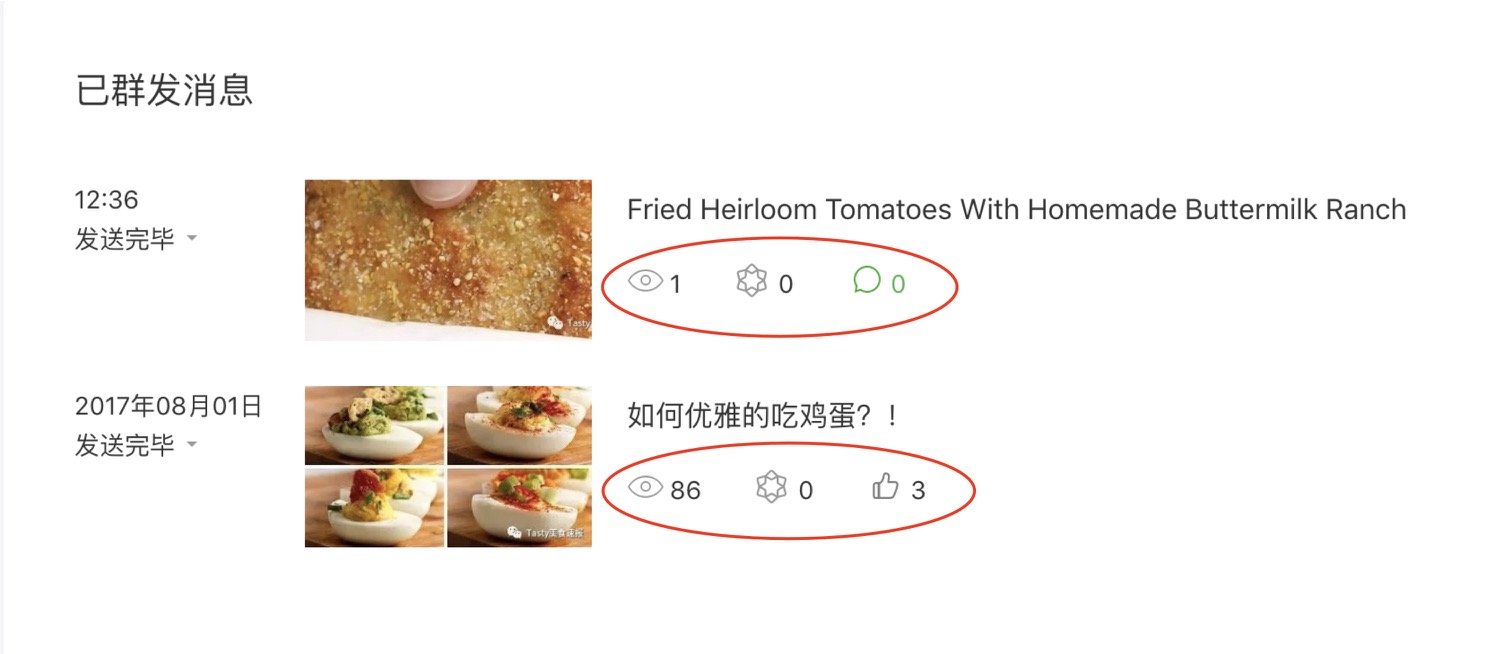 已群发消息
12:36
发送完毕
Tasty
Fried Heirloom Tomatoes With Homemade Buttermilk Ranch
1 0 0
2017年08月01日
发送完毕
Tasty美食速报
如何优雅的吃鸡蛋？！
86 0 3